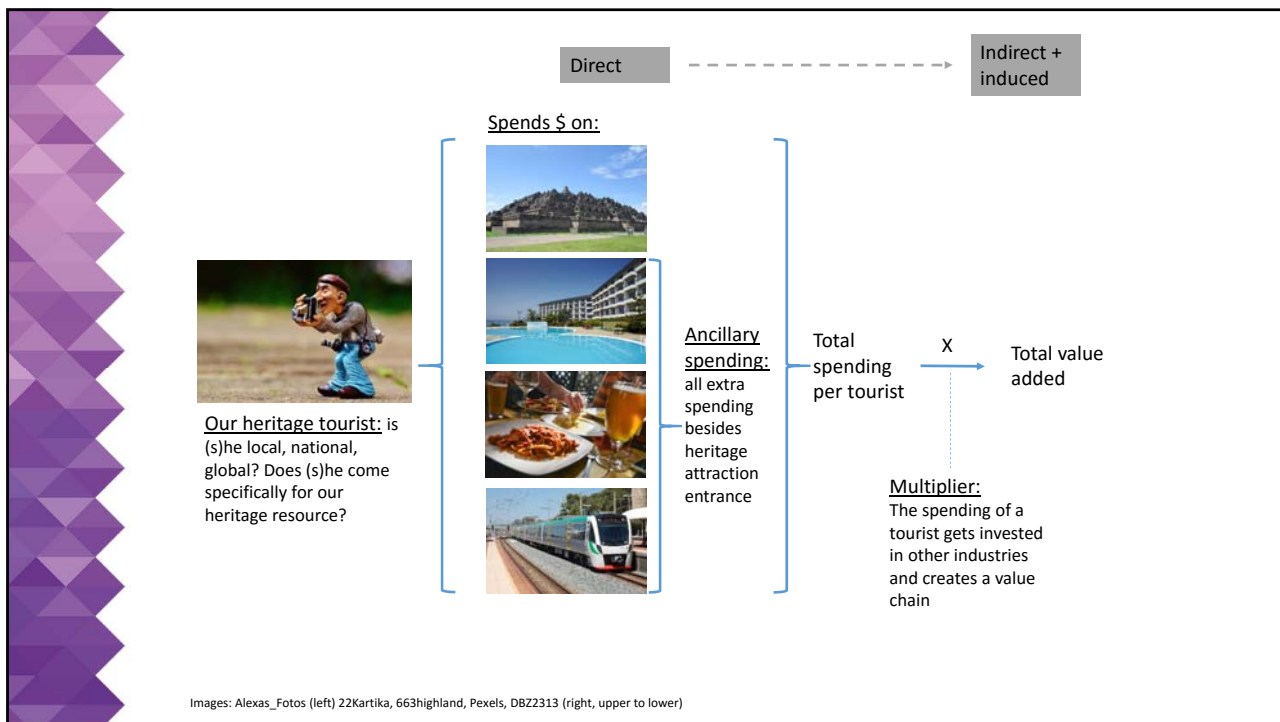 Direct
Indirect +
induced
Spends $ on:
Our heritage tourist: is
(s)he local, national,
global? Does (s)he come
specifically for our
heritage resource?
Ancillary
spending:
all extra
spending
besides
heritage
attraction
entrance
Total
spending
per tourist
X
Total value
added
Multiplier:
The spending of a
tourist gets invested
in other industries
and creates a value
chain
Images: Alexas_Fotos (left) 22Kartika, 663highland, Pexels, DBZ2313 (right, upper to lower)